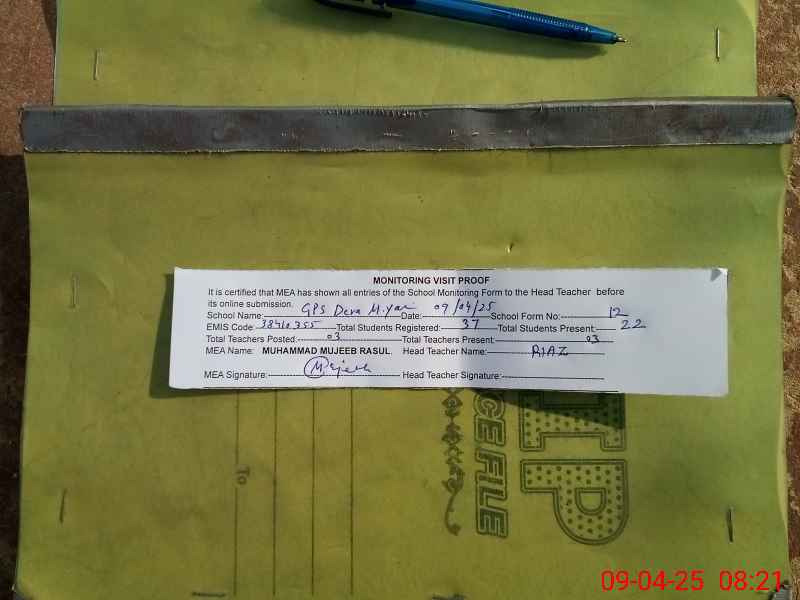 MONITORING VISIT PROOF
It is certified that MEA has shown all entries of the School Monitoring Form to the Head Teacher before
its online submission.
School Name: GPS Dera M.yar Date: 09/04/25 School Form No: 12
EMIS Code: 38410355 Total Students Registered: 37 Total Students Present: 22
Total Teachers Posted: 03 Total Teachers Present: 03
MEA Name: MUHAMMAD MUJEEB RASUL. Head Teacher Name: RIAZ
MEA Signature: Mujeeb Head Teacher Signature:
To
CE FILE
IP
09-04-25 08:21